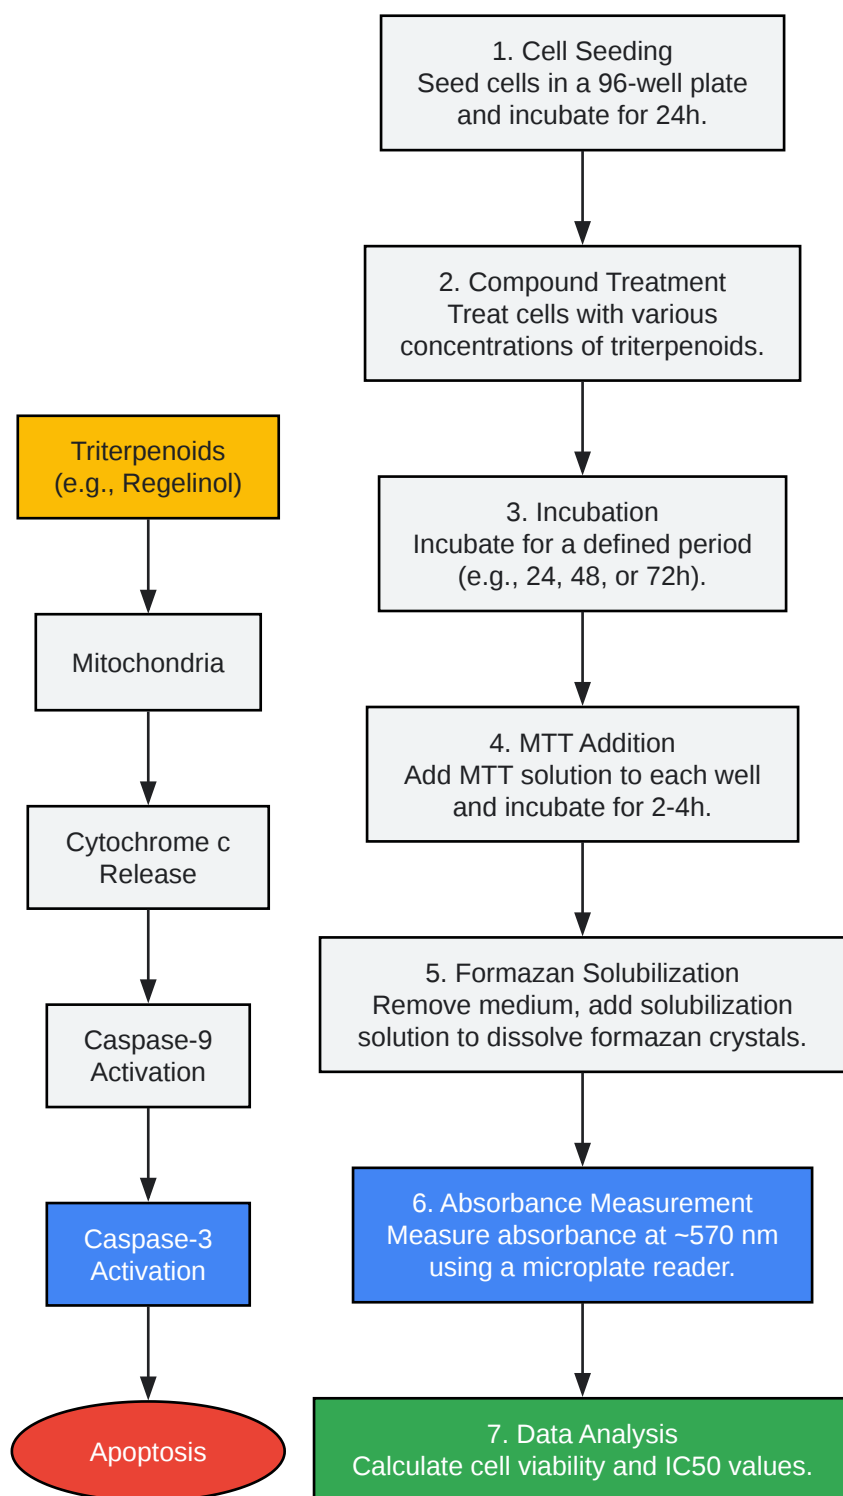 Triterpenoids
(e.g., Regelinol)
Mitochondria
Cytochrome c
Release
Caspase-9
Activation
Caspase-3
Activation
Apoptosis
1. Cell Seeding
Seed cells in a 96-well plate
and incubate for 24h.
2. Compound Treatment
Treat cells with various
concentrations of triterpenoids.
3. Incubation
Incubate for a defined period
(e.g., 24, 48, or 72h).
4. MTT Addition
Add MTT solution to each well
and incubate for 2-4h.
5. Formazan Solubilization
Remove medium, add solubilization
solution to dissolve formazan crystals.
6. Absorbance Measurement
Measure absorbance at ~570 nm
using a microplate reader.
7. Data Analysis
Calculate cell viability and IC50 values.